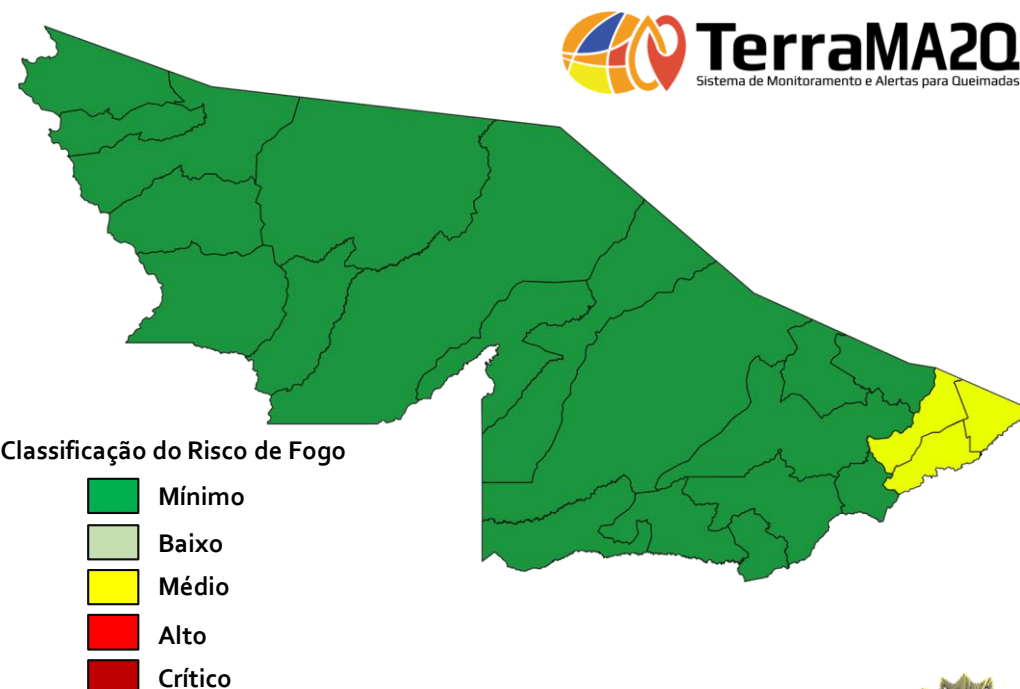 TerraMA2Q
Sistema de Monitoramento e Alertas para Queimadas
Classificação do Risco de Fogo
Mínimo
Baixo
Médio
Alto
Crítico